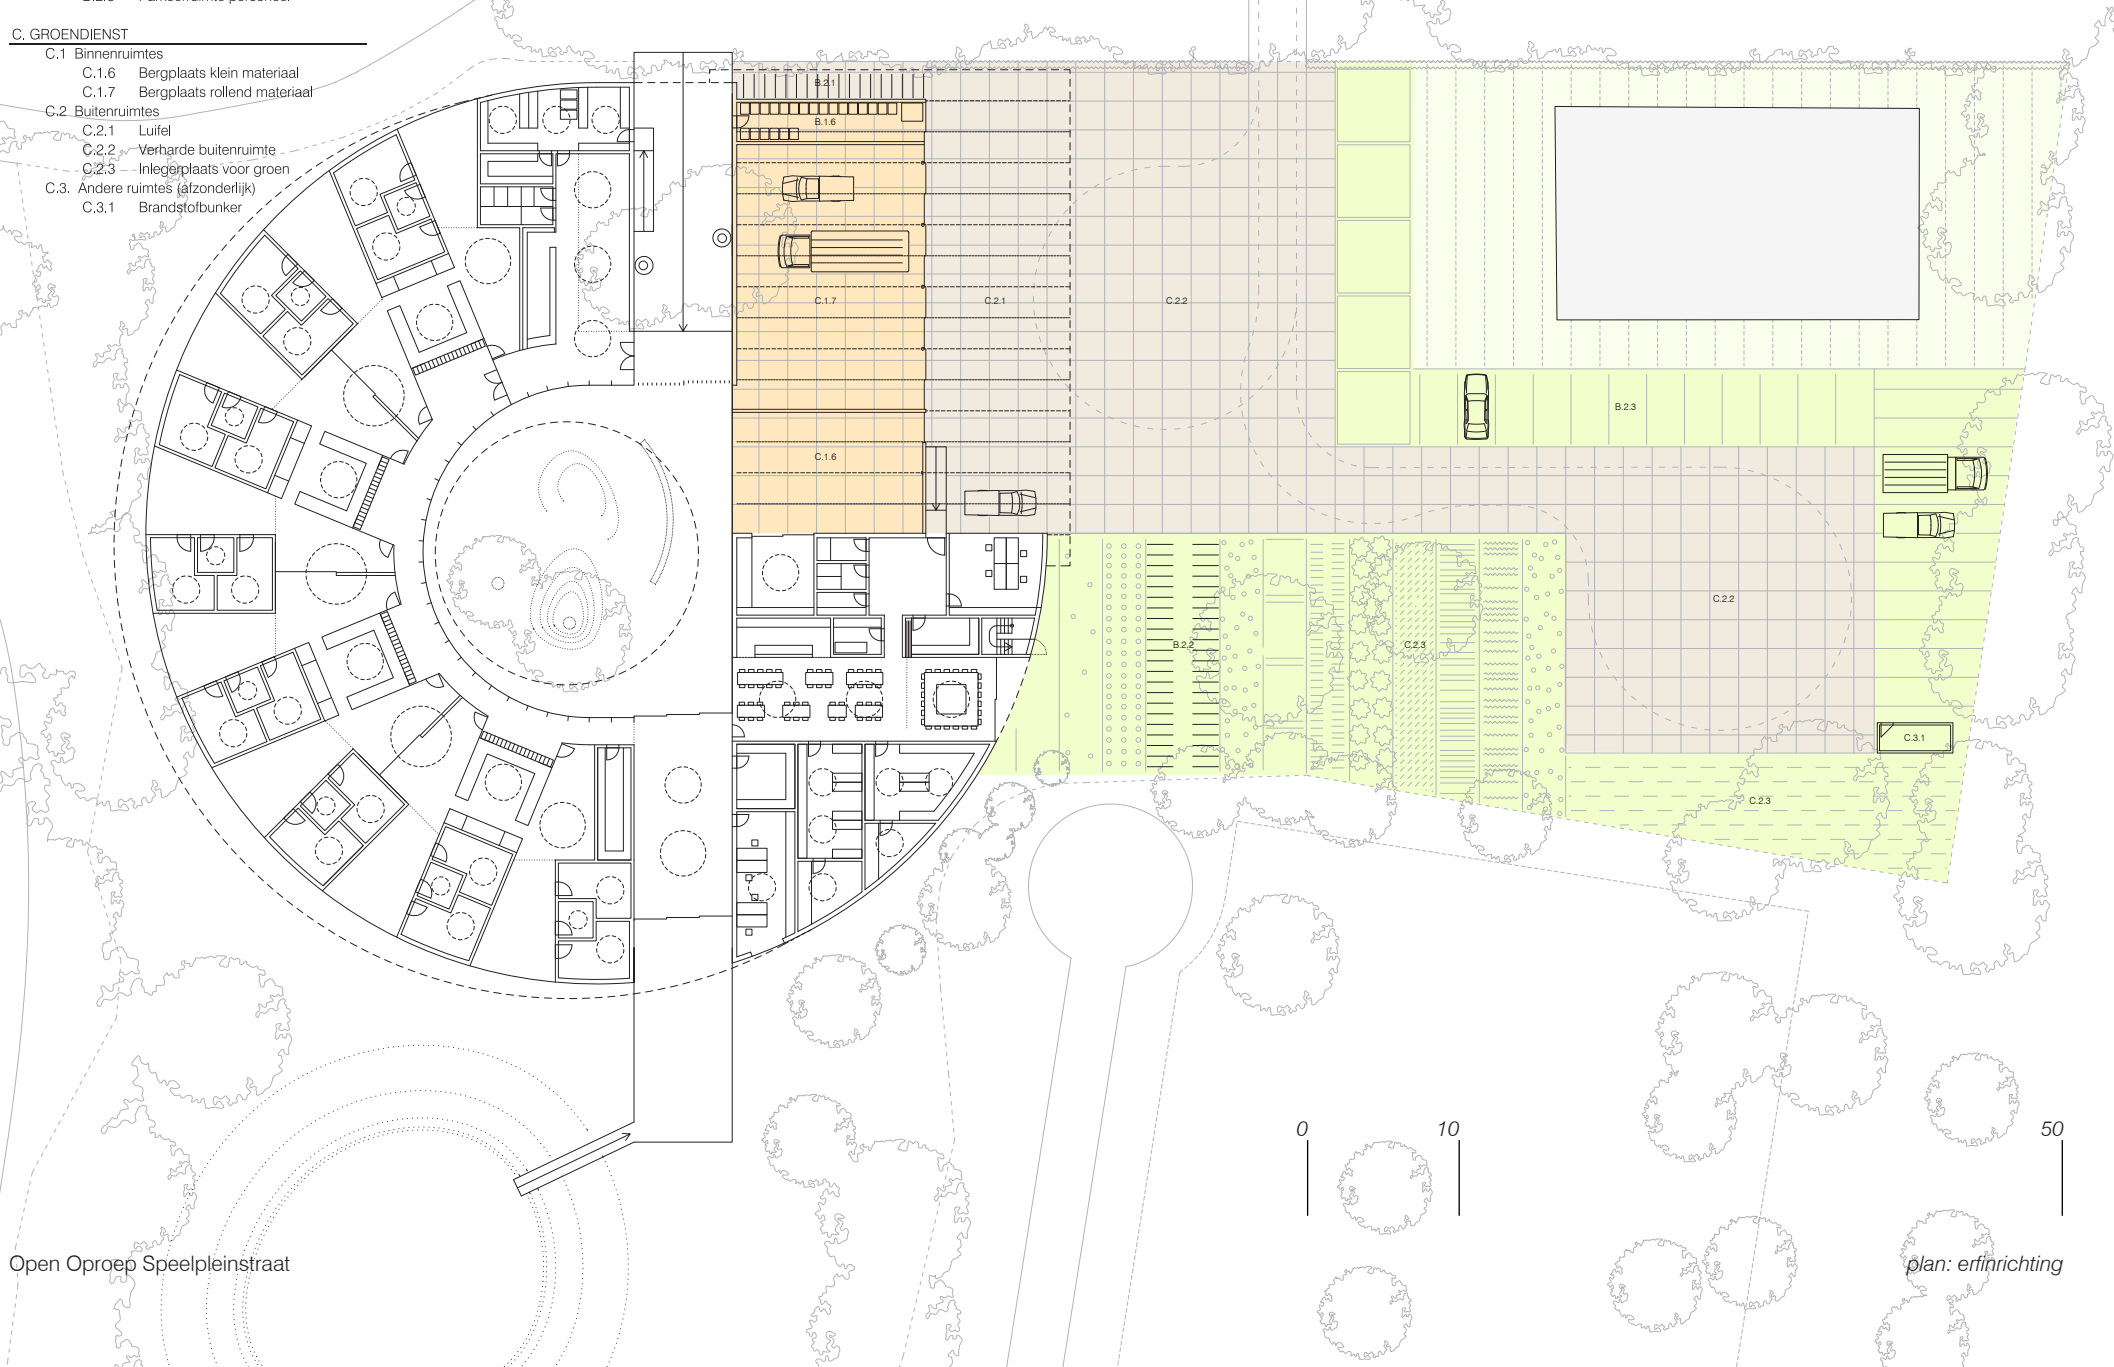 C. GROENDIENST
C.1 Binnenruimtes
C.1.6 Bergplaats klein materiaal
C.1.7 Bergplaats rollend materiaal
C.2 Buitenruimtes
C.2.1 Luifel
C.2.2 Verharde buitenruimte
C.2.3 Inlegerplaats voor groen
C.3. Andere ruimtes (afzonderlijk)
C.3.1 Brandstofbunker
B.2.1
B.1.6
C.1.7
C.2.1
C.2.2
B.2.3
C.1.6
C.2.2
B.2.2
C.2.3
C.3.1
C.2.3
0 10 50
Open Oproep Speelpleinstraat
plan: erfinrichting